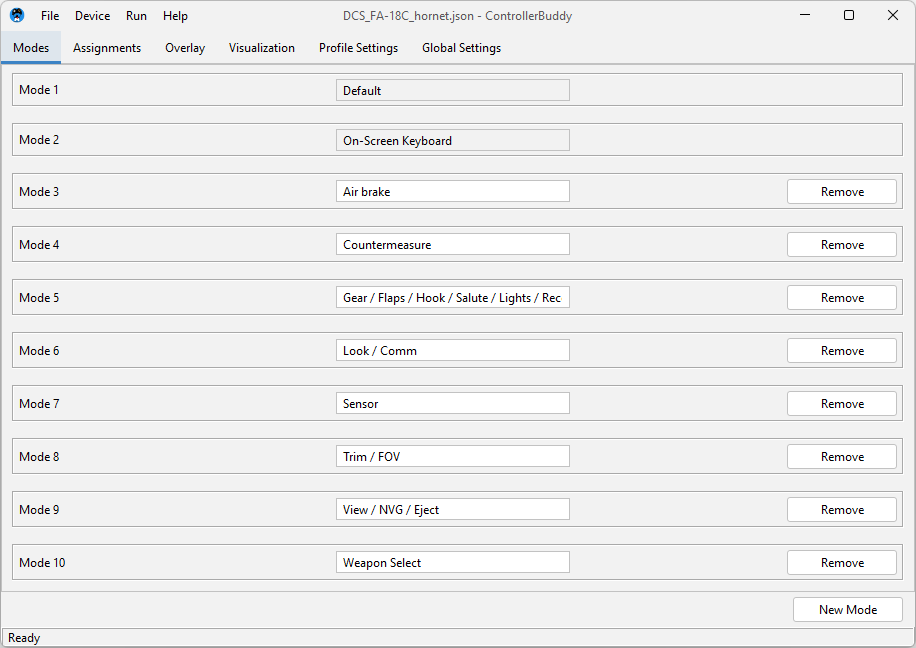 File Device Run Help DCS_FA-18C_hornet.json - ControllerBuddy
Modes Assignments Overlay Visualization Profile Settings Global Settings
Mode 1 Default
Mode 2 On-Screen Keyboard
Mode 3 Air brake Remove
Mode 4 Countermeasure Remove
Mode 5 Gear / Flaps / Hook / Salute / Lights / Rec Remove
Mode 6 Look / Comm Remove
Mode 7 Sensor Remove
Mode 8 Trim / FOV Remove
Mode 9 View / NVG / Eject Remove
Mode 10 Weapon Select Remove
New Mode
Ready